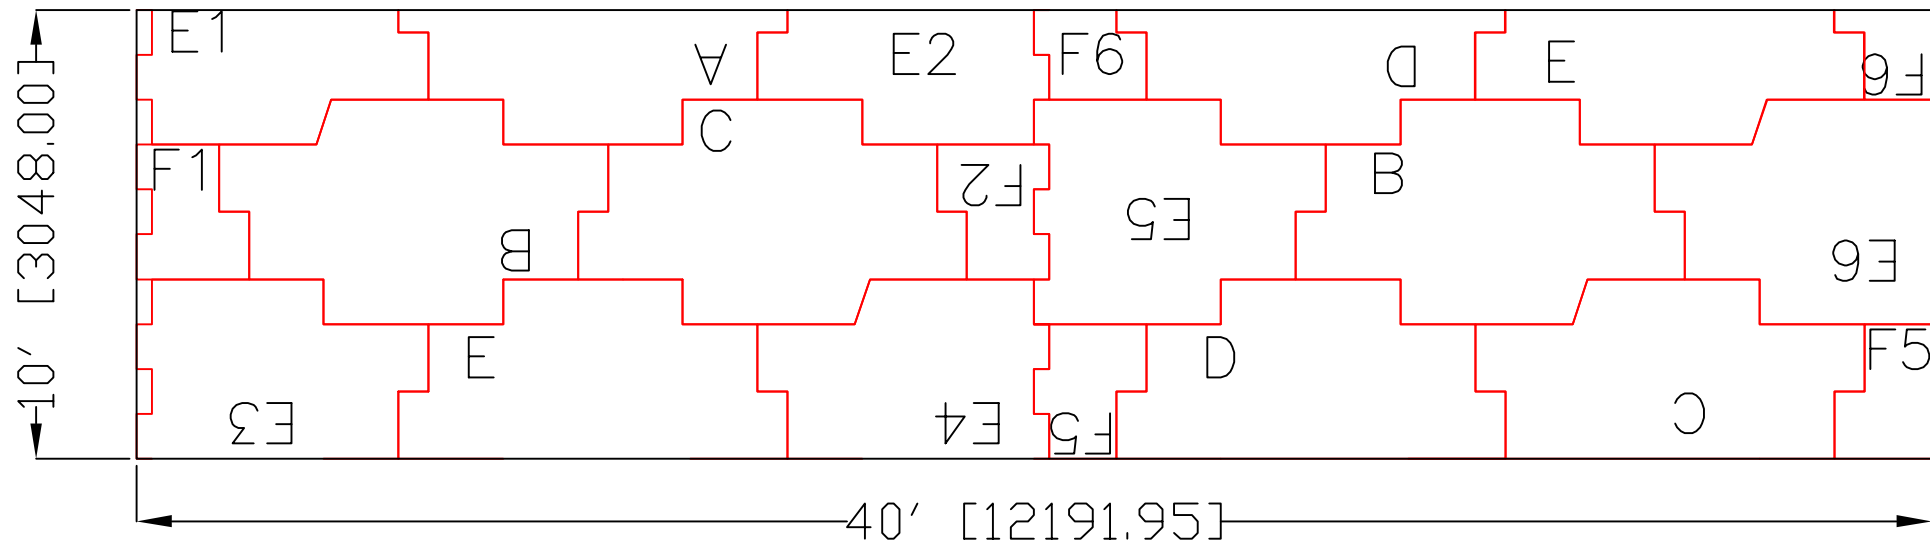 E1 A E2 F6 D E F6
C
F1 F2 B
B E5 E6
E D F5
E3 E4 F5 C
10' [3048.00]
40' [12191.95]